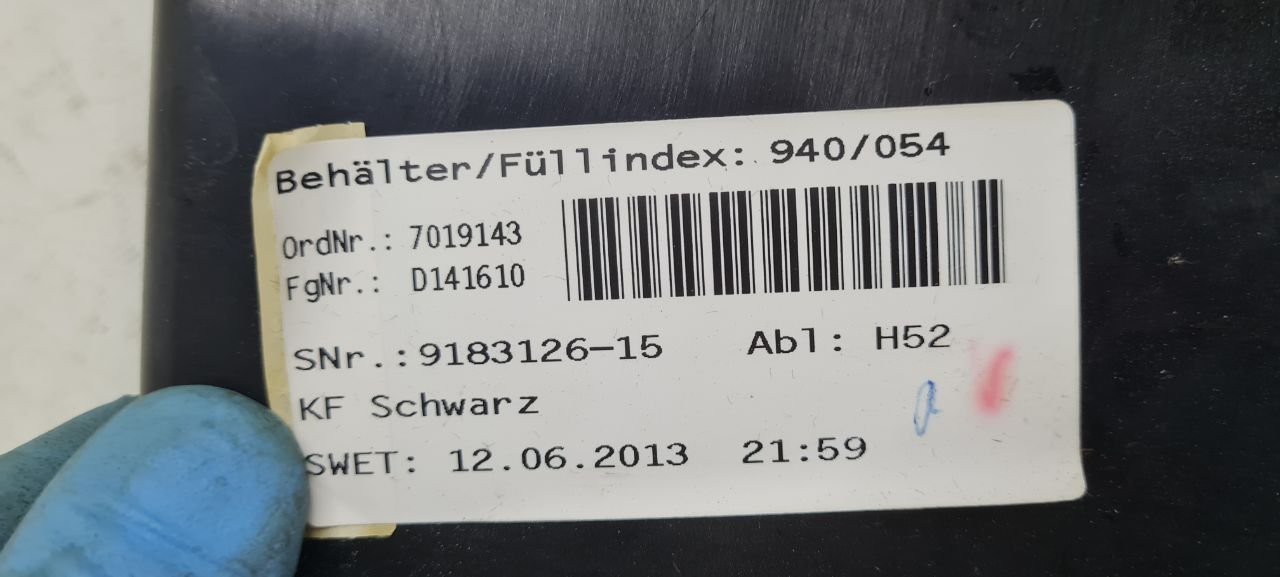 Behälter/Füllindex: 940/054
OrdNr.: 7019143
FgNr.: D141610
SNr.:9183126-15 Abl: H52
KF Schwarz
SWET: 12.06.2013 21:59